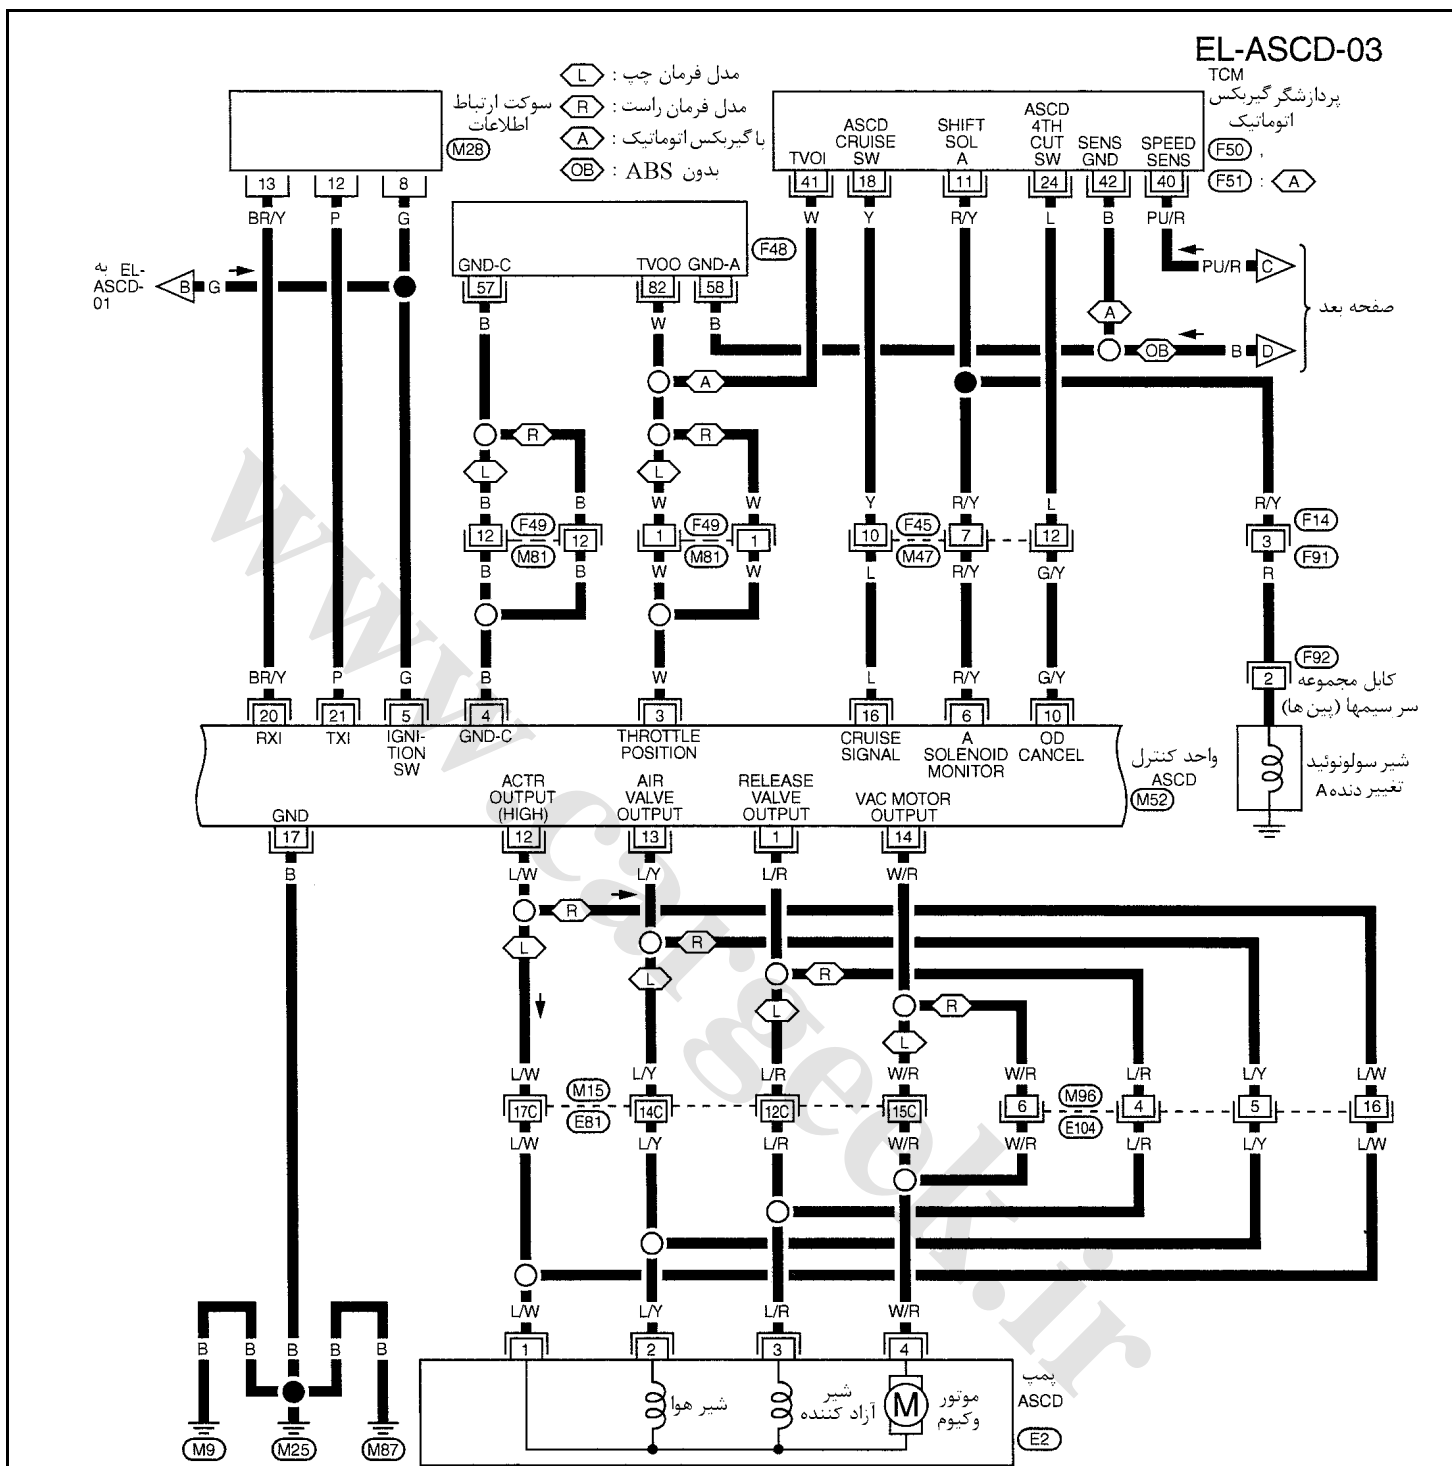 EL-ASCD-03
: مدل فرمان چپ
L
: مدل فرمان راست
R
: با گیربکس اتوماتیک
A
: بدون ABS
OB
سوکت ارتباط
اطلاعات
M28
TCM
پردازشگر گیربکس
اتوماتیک
F50 ,
F51 : A
TVOI
ASCD
CRUISE
SW
SHIFT
SOL
A
ASCD
4TH
CUT
SW
SENS
GND
SPEED
SENS
13 12 8
41 18 11 24 42 40
BR/Y P G
W Y R/Y L B PU/R
F48
GND-C TVOO GND-A
57 82 58
B W B
به EL-
ASCD-
01
B G
PU/R C
A
OB B D
صفحه بعد
A
R R
L L
B B W W Y R/Y L R/Y
12 F49 12 1 F49 1 10 F45 7 12 3 F14
M81 M81 M47 F91
B B W W L R/Y G/Y R
F92
2
کابل مجموعه
سر سیمها (پین ها)
BR/Y P G B W L R/Y G/Y
20 21 5 4 3 16 6 10
RXI TXI
IGNI-
TION
SW
GND-C
THROTTLE
POSITION
CRUISE
SIGNAL
A
SOLENOID
MONITOR
OD
CANCEL
واحد کنترل
ASCD
M52
شیر سولونوئید
تغییر دنده A
GND
ACTR
OUTPUT
(HIGH)
AIR
VALVE
OUTPUT
RELEASE
VALVE
OUTPUT
VAC MOTOR
OUTPUT
17 12 13 1 14
B L/W L/Y L/R W/R
R
L R
L R
L R
L
L/W L/Y L/R W/R W/R L/R L/Y L/W
17C M15 14C 12C 15C 6 M96 4 5 16
E81 E104
L/W L/Y L/R W/R W/R L/R L/Y L/W
L/W L/Y L/R W/R
1 2 3 4
B B B B B
M9 M25 M87
شیر هوا
شیر
آزاد کننده
M
موتور
وکیوم
پمپ
ASCD
E2
www.cargeek.ir